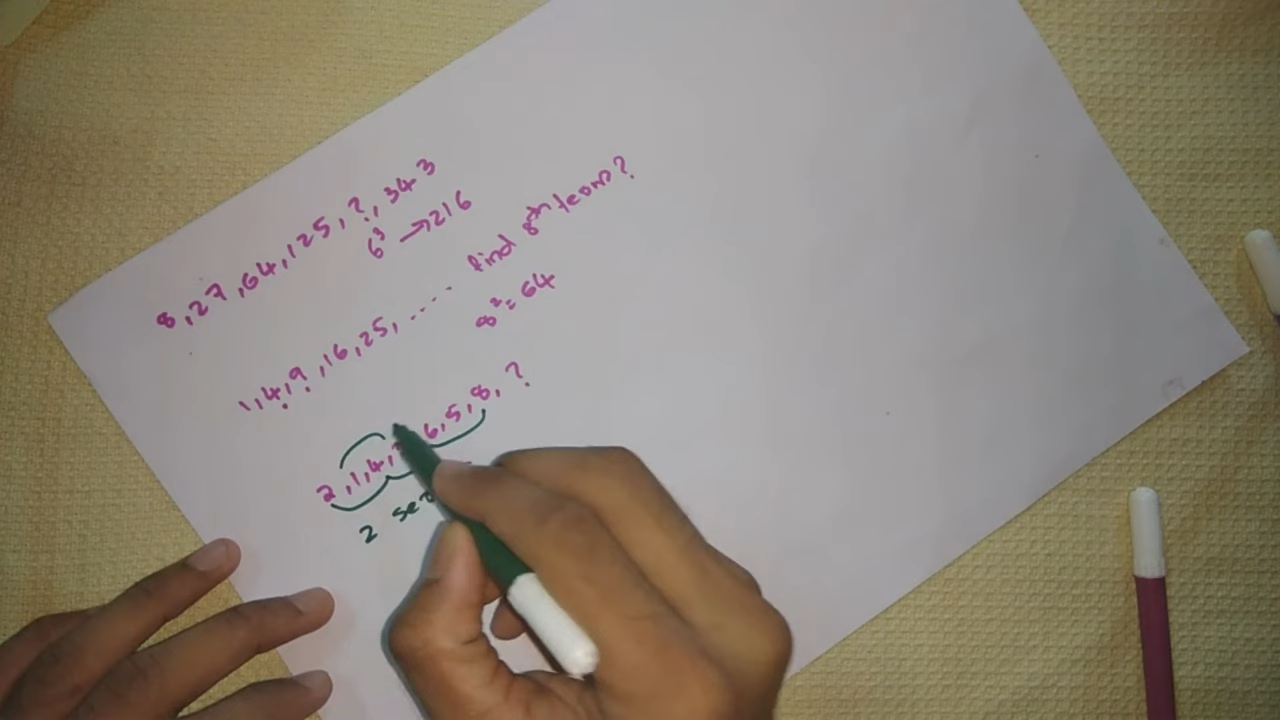 8, 27, 64, 125, ?, 343
6³ → 216
1, 4, 9, 16, 25, ..... find 8th term?
8² = 64
2, 1, 4, 6, 5, 8, ?
2